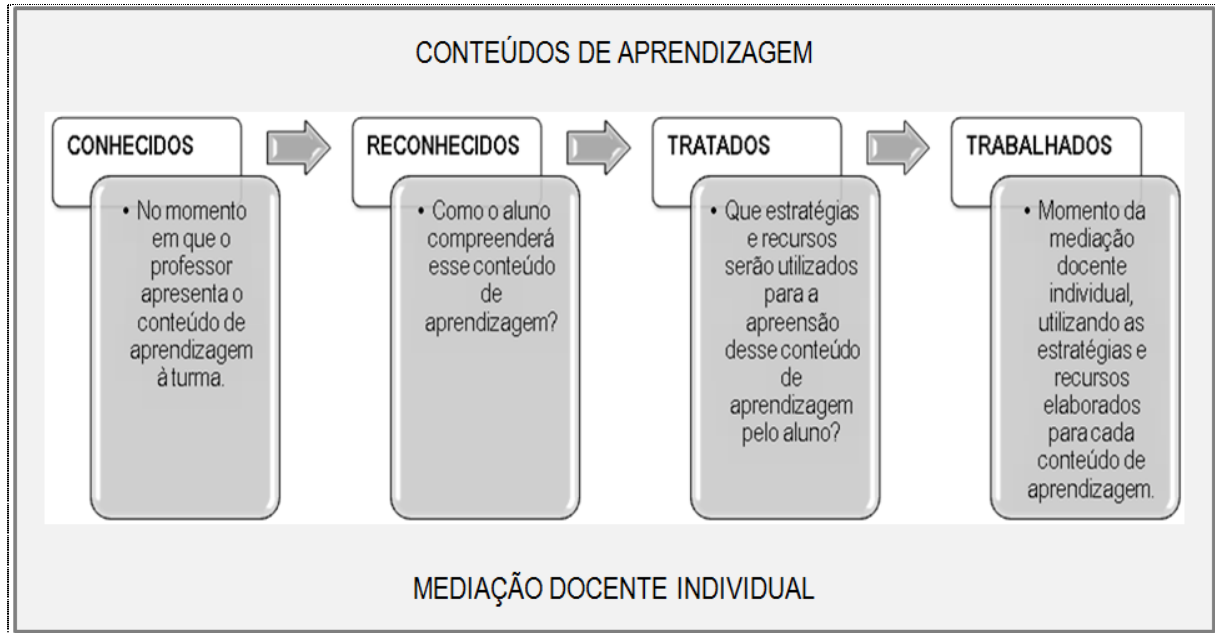 CONTEÚDOS DE APRENDIZAGEM
CONHECIDOS
• No momento
em que o
professor
apresenta o
conteúdo de
aprendizagem
à turma.
RECONHECIDOS
• Como o aluno
compreenderá
esse conteúdo
de
aprendizagem?
TRATADOS
• Que estratégias
e recursos
serão utilizados
para a
apreensão
desse conteúdo
de
aprendizagem
pelo aluno?
TRABALHADOS
• Momento da
mediação
docente
individual,
utilizando as
estratégias e
recursos
elaborados
para cada
conteúdo de
aprendizagem.
MEDIAÇÃO DOCENTE INDIVIDUAL